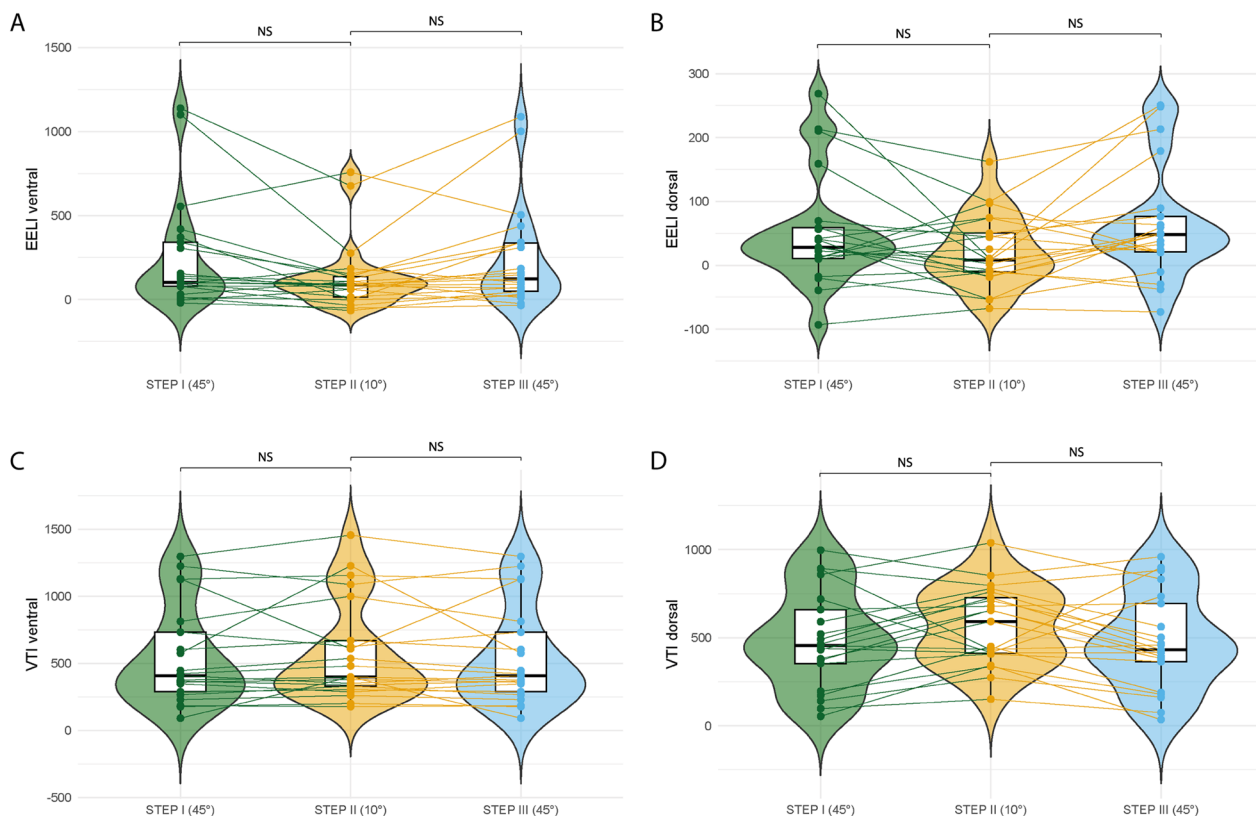 A
NS
NS
EELI ventral
1500
1000
500
0
STEP I (45°)
STEP II (10°)
STEP III (45°)
B
NS
NS
EELI dorsal
300
200
100
0
-100
STEP I (45°)
STEP II (10°)
STEP III (45°)
C
NS
NS
VTI ventral
1500
1000
500
0
-500
STEP I (45°)
STEP II (10°)
STEP III (45°)
D
NS
NS
VTI dorsal
1000
500
0
STEP I (45°)
STEP II (10°)
STEP III (45°)